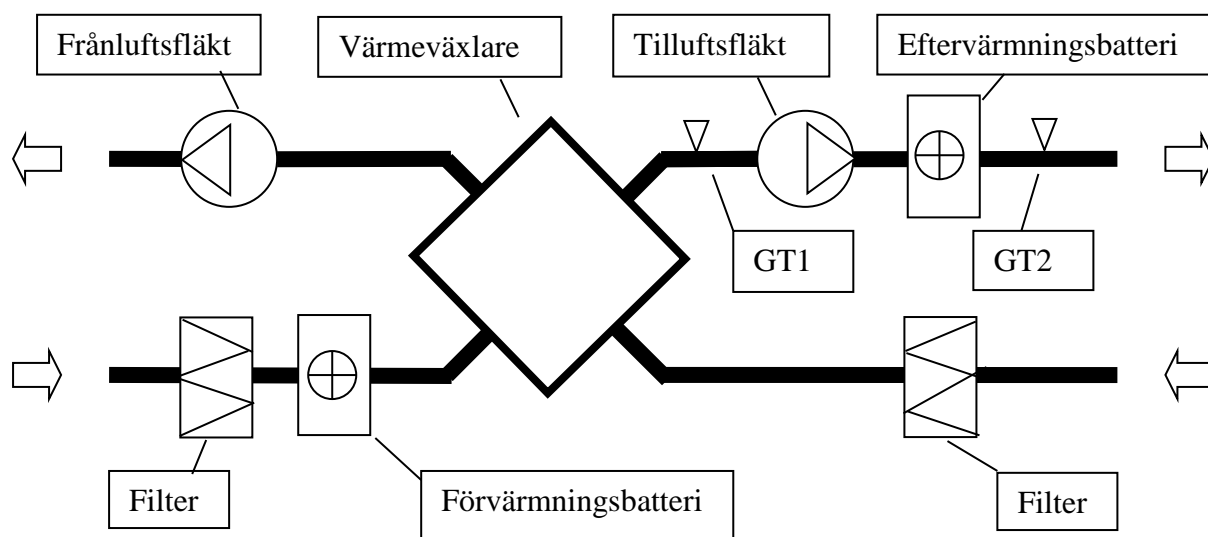 Frånluftsfläkt
Värmeväxlare
Tilluftsfläkt
Eftervärmningsbatteri
GT1
GT2
Filter
Förvärmningsbatteri
Filter